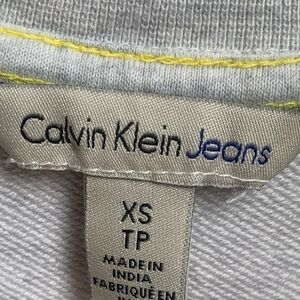 Calvin Klein Jeans
XS
TP
MADE IN
INDIA
FABRIQUÉ EN